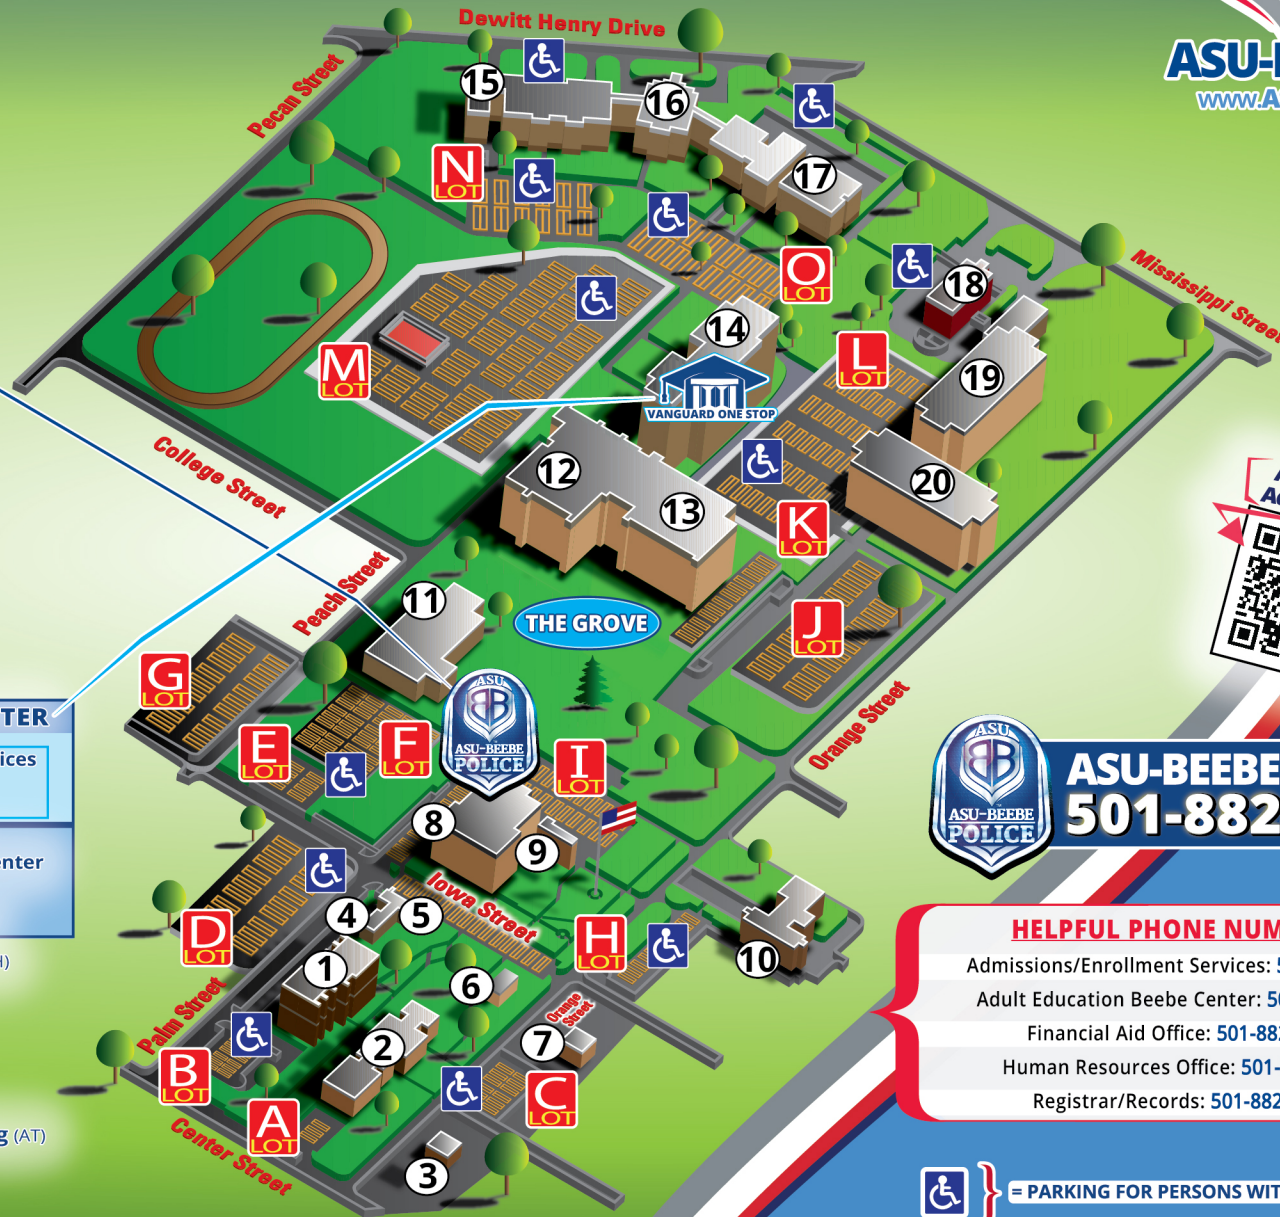 Dewitt Henry Drive
ASU-
www.A
Pecan Street
15
16
17
N
LOT
O
LOT
18
Mississippi Street
14
M
LOT
L
LOT
19
VANGUARD ONE STOP
College Street
12
13
20
K
LOT
Peach Street
11
THE GROVE
J
LOT
G
LOT
ASU
ASU-BEEBE
POLICE
TER
ices
E
LOT
F
LOT
I
LOT
Orange Street
ASU
ASU-BEEBE
POLICE
ASU-BEEBE
501-882
8
9
enter
Iowa Street
4
5
D
LOT
H
LOT
10
H)
1
6
HELPFUL PHONE NUM
Admissions/Enrollment Services: 5
Adult Education Beebe Center: 50
Financial Aid Office: 501-88
Human Resources Office: 501-
Registrar/Records: 501-882
Palm Street
Orange
Street
2
7
B
LOT
C
LOT
A
LOT
g (AT)
Center Street
3
= PARKING FOR PERSONS WIT